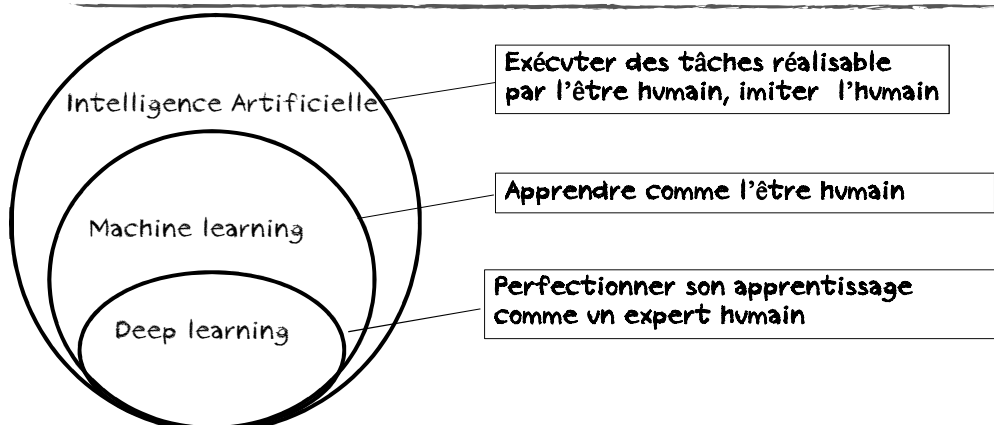 Intelligence Artificielle
Exécuter des tâches réalisable
par l'être humain, imiter l'humain
Machine learning
Apprendre comme l'être humain
Deep learning
Perfectionner son apprentissage
comme un expert humain